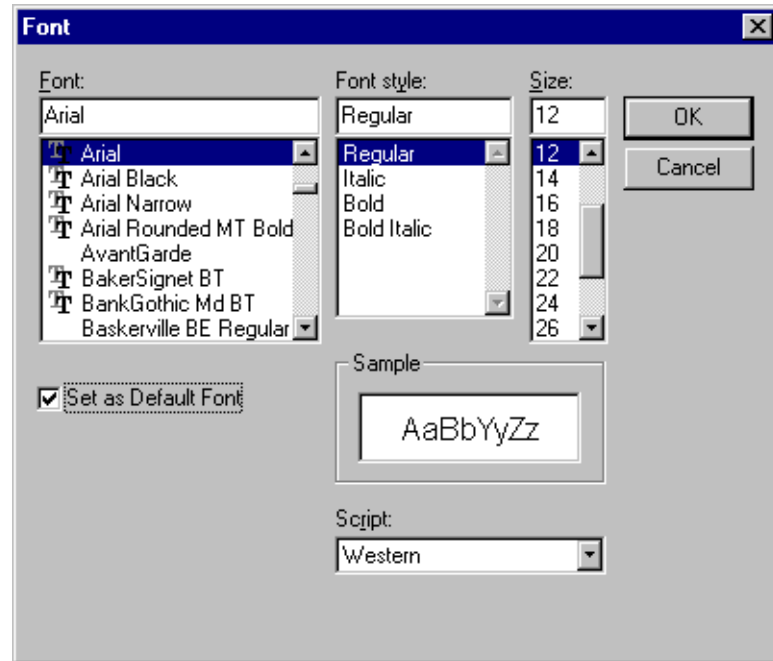 Font
Font:
Arial
Arial
Arial Black
Arial Narrow
Arial Rounded MT Bold
AvantGarde
BakerSignet BT
BankGothic Md BT
Baskerville BE Regular
Set as Default Font
Font style:
Regular
Regular
Italic
Bold
Bold Italic
Size:
12
12
14
16
18
20
22
24
26
OK
Cancel
Sample
AaBbYyZz
Script:
Western